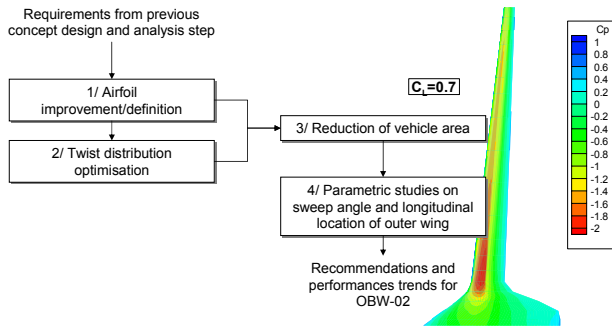 Requirements from previous
concept design and analysis step
1/ Airfoil
improvement/definition
2/ Twist distribution
optimisation
3/ Reduction of vehicle area
4/ Parametric studies on
sweep angle and longitudinal
location of outer wing
Recommendations and
performances trends for
OBW-02
C_L=0.7
Cp
1
0.8
0.6
0.4
0.2
0
-0.2
-0.4
-0.6
-0.8
-1
-1.2
-1.4
-1.6
-1.8
-2